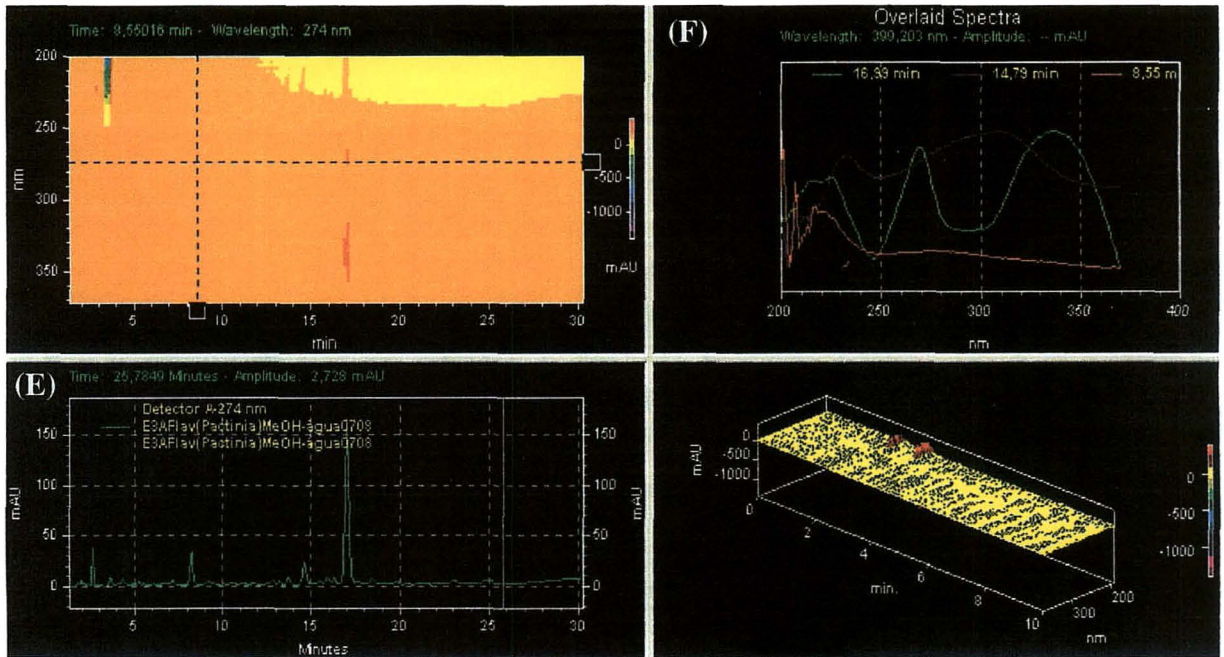 Time: 8,55016 min - Wavelength: 274 nm
200
250
300
350
nm
5
10
15
20
25
30
min
0
-500
-1000
mAU
(F)
Overlaid Spectra
Wavelength: 399,203 nm - Amplitude: -- mAU
16,99 min
14,79 min
8,55 m
200
250
300
350
400
nm
(E)
Time: 25,7849 Minutes - Amplitude: 2,728 mAU
Detector A-274 nm
E3AFlav(Pactinia)MeOH-agua0708
E3AFlav(Pactinia)MeOH-agua0708
150
100
50
0
mAU
150
100
50
0
mAU
5
10
15
20
25
30
Minutes
mAU
0
-500
-1000
0
2
4
6
8
10
min.
200
300
nm
0
-500
-1000